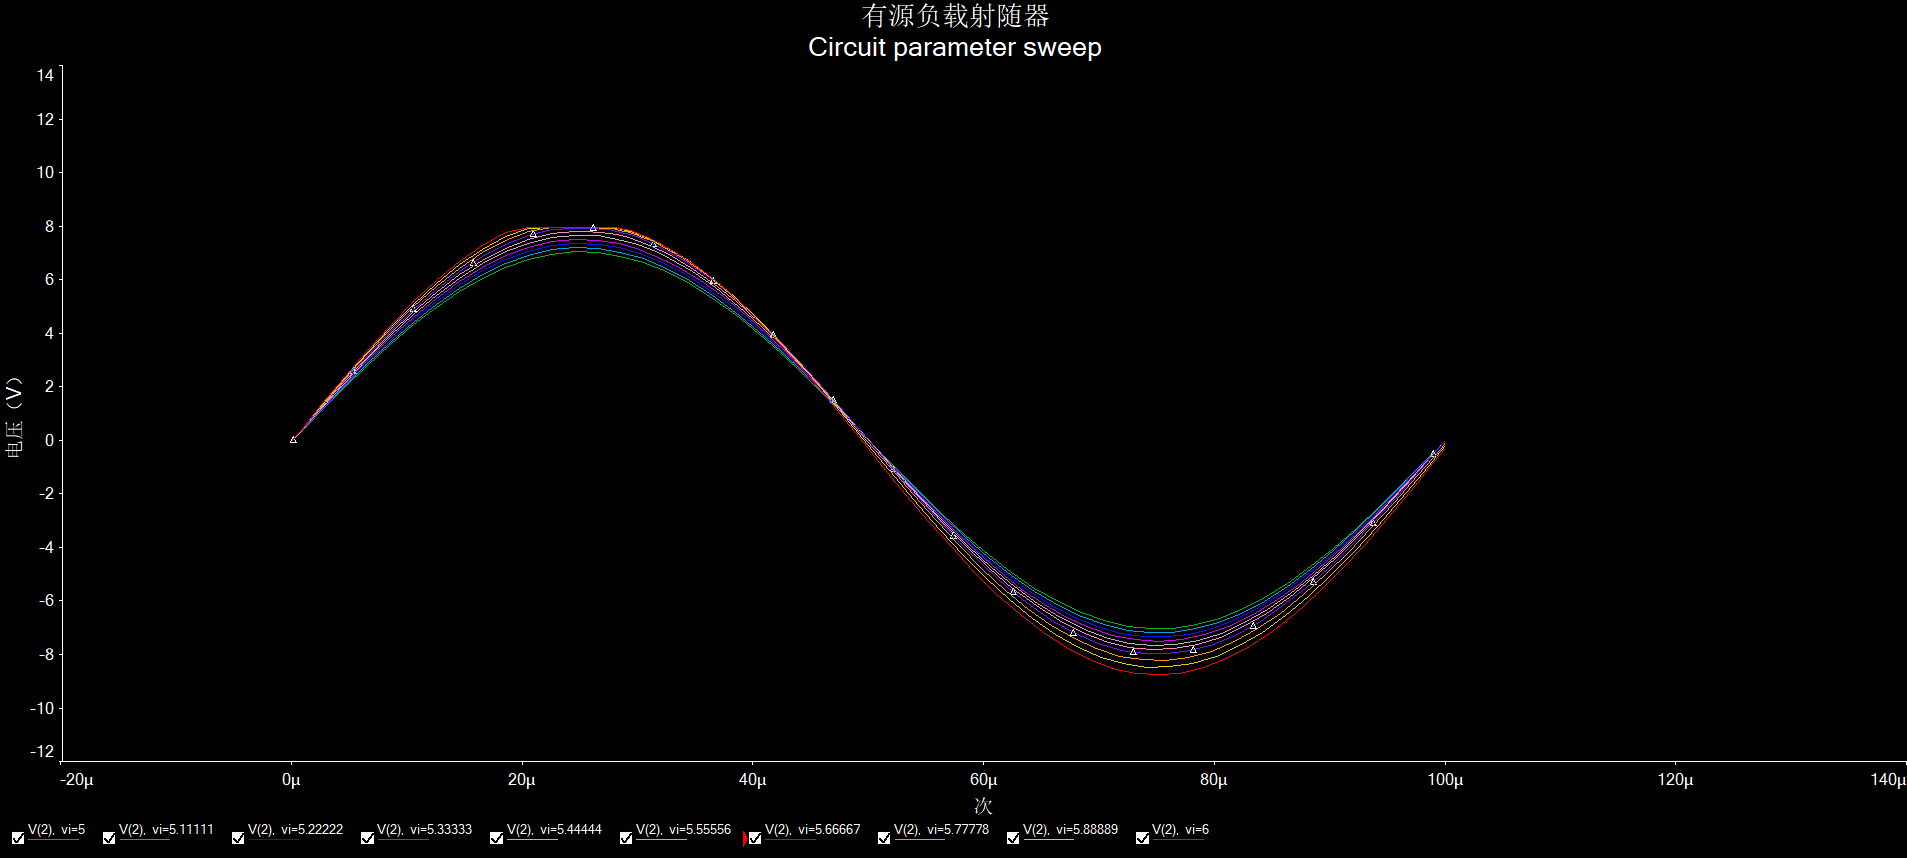 有源负载射随器
Circuit parameter sweep
14
12
10
8
6
4
2
0
-2
-4
-6
-8
-10
-12
电压（V）
-20μ 0μ 20μ 40μ 60μ 80μ 100μ 120μ 140μ
次
V(2), vi=5 V(2), vi=5.11111 V(2), vi=5.22222 V(2), vi=5.33333 V(2), vi=5.44444 V(2), vi=5.55556 V(2), vi=5.66667 V(2), vi=5.77778 V(2), vi=5.88889 V(2), vi=6